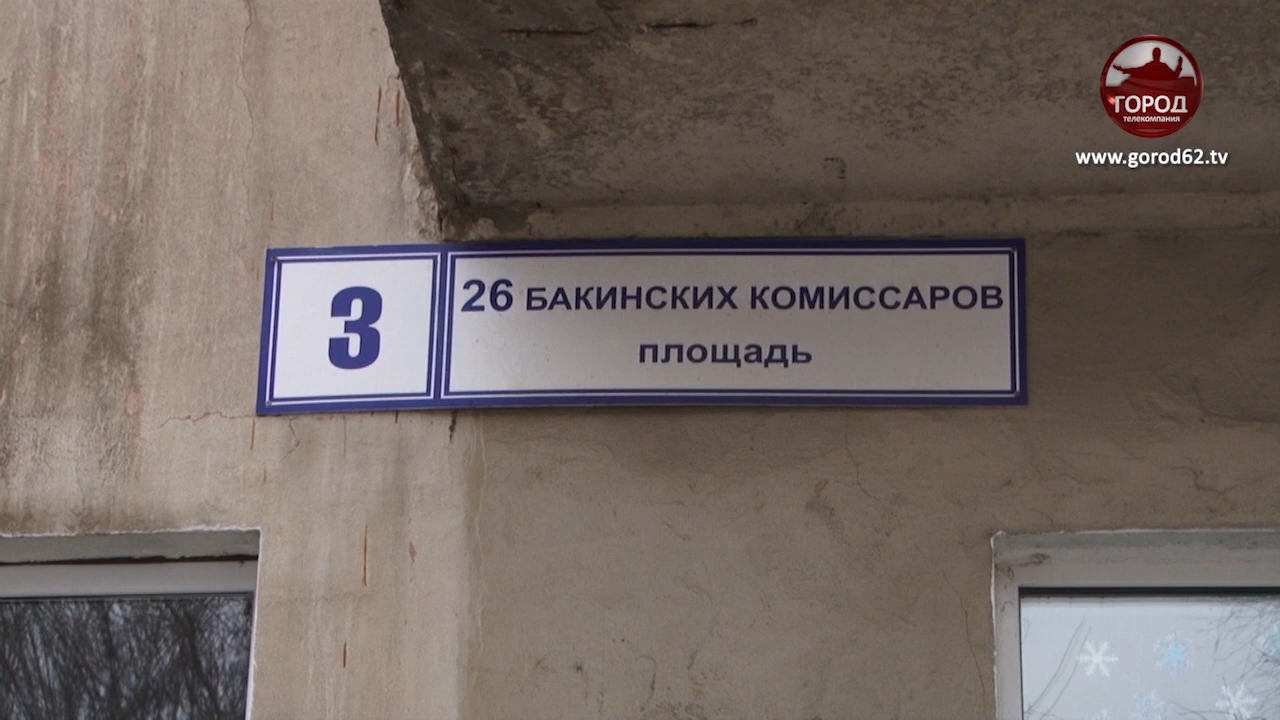 ГОРОД
телекомпания
www.gorod62.tv
3
26 БАКИНСКИХ КОМИССАРОВ
площадь